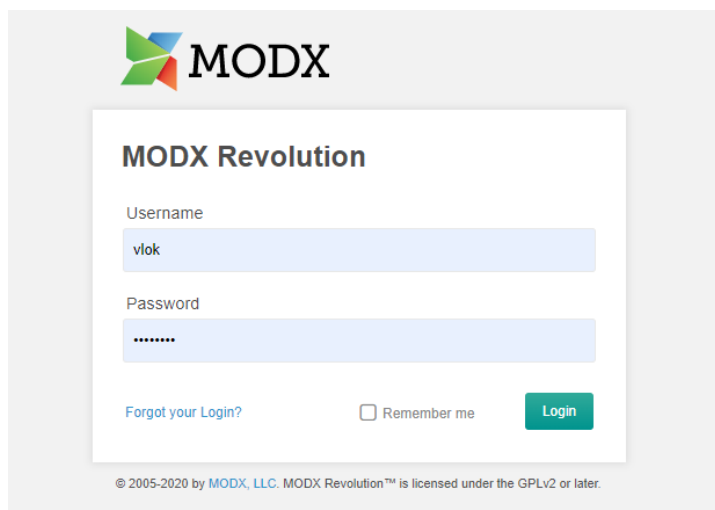 MODX
MODX Revolution
Username
vlok
Password
••••••••
Forgot your Login?
Remember me
Login
© 2005-2020 by MODX, LLC. MODX Revolution™ is licensed under the GPLv2 or later.